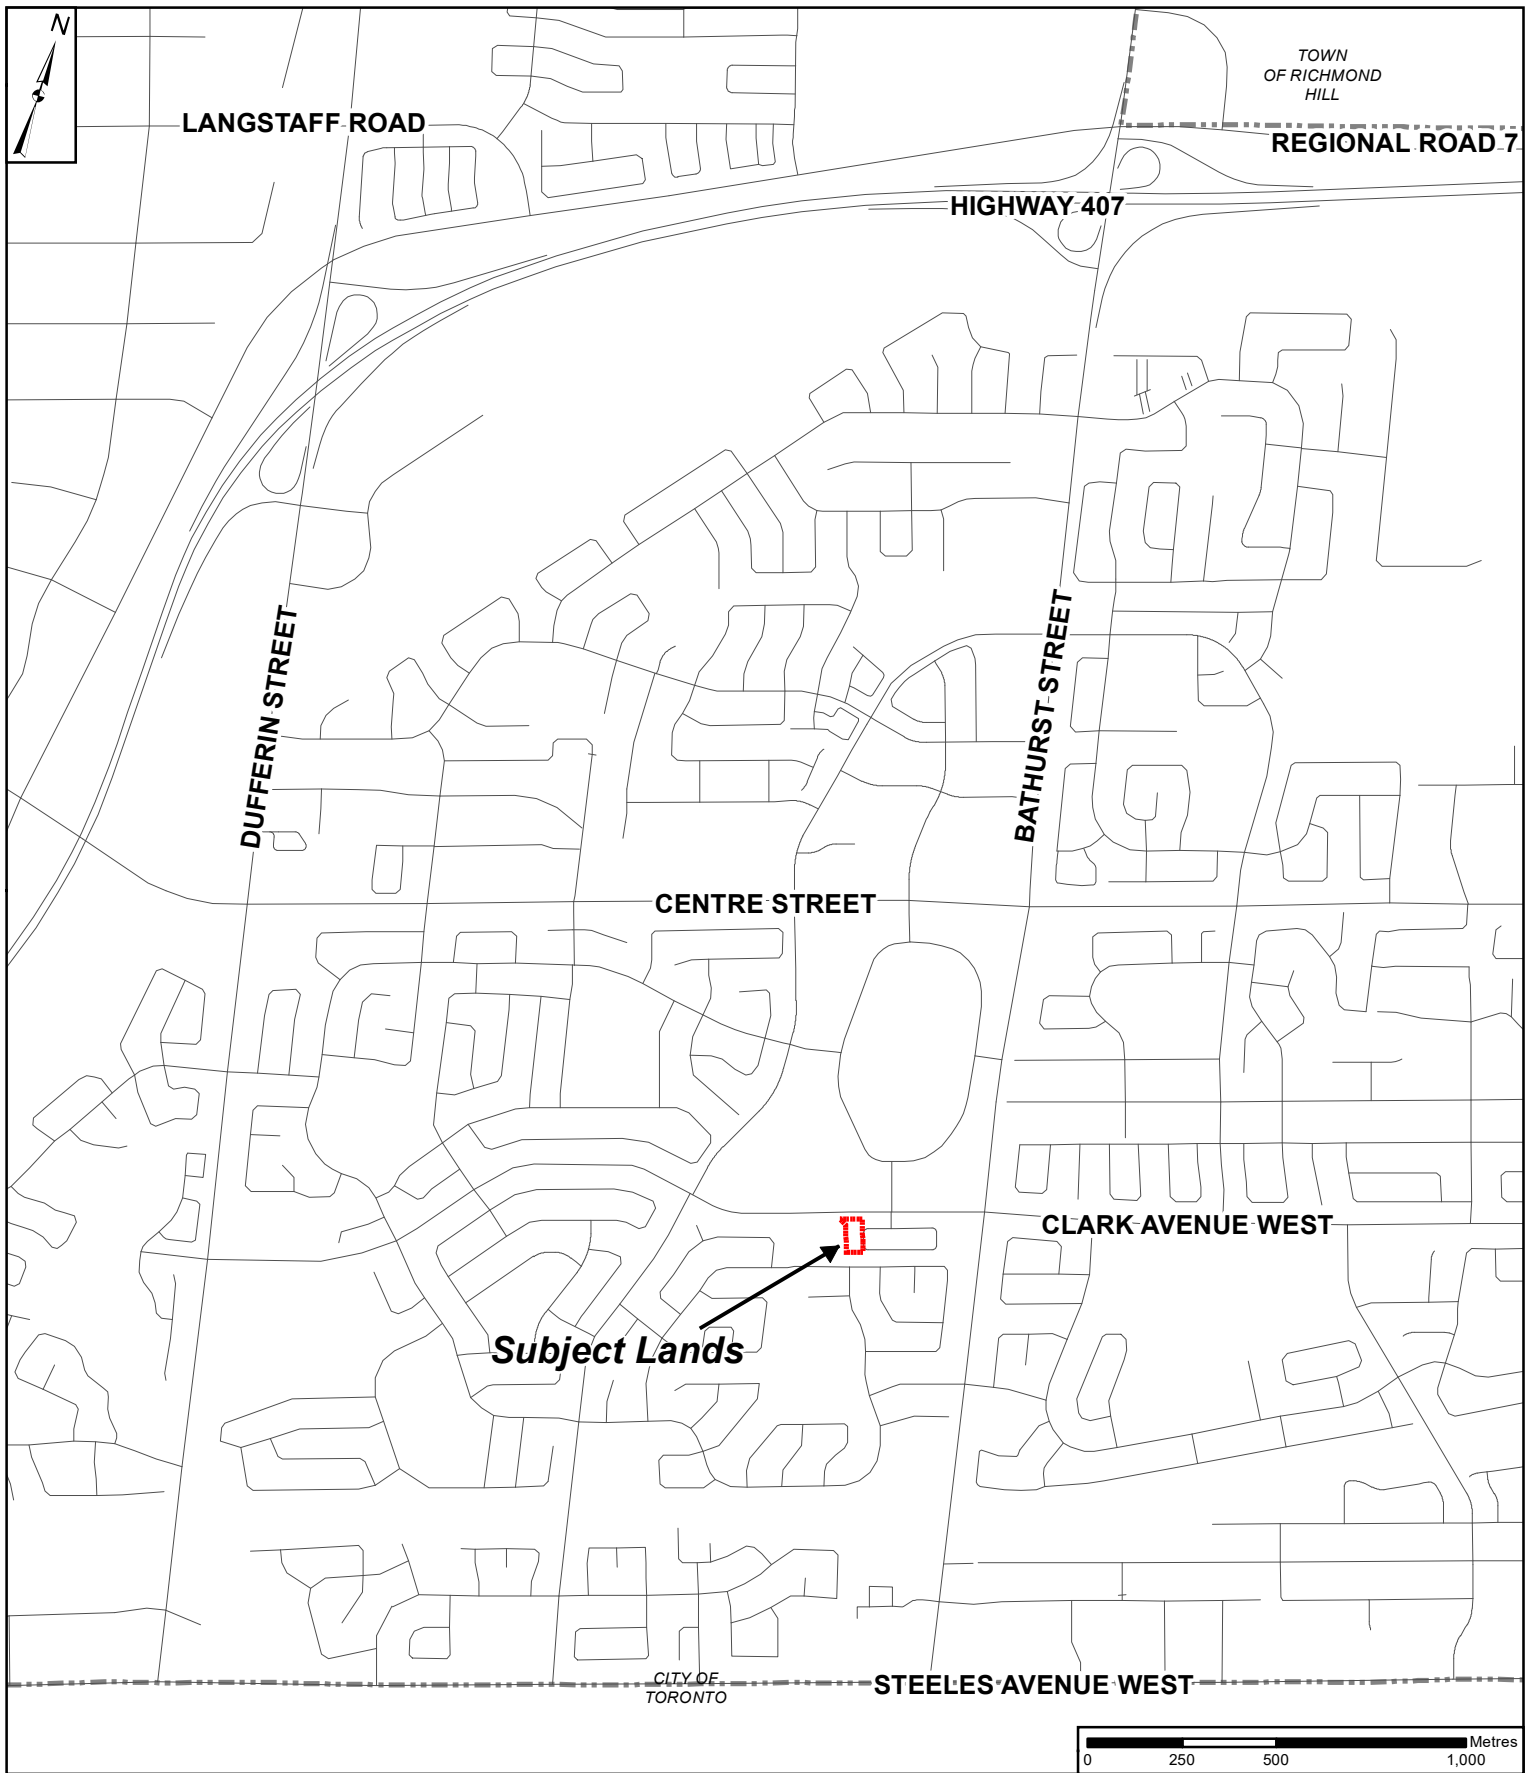 N
TOWN
OF RICHMOND
HILL
LANGSTAFF ROAD
REGIONAL ROAD 7
HIGHWAY 407
DUFFERIN STREET
BATHURST STREET
CENTRE STREET
CLARK AVENUE WEST
Subject Lands
CITY OF
TORONTO
STEELES AVENUE WEST
Metres
0 250 500 1,000